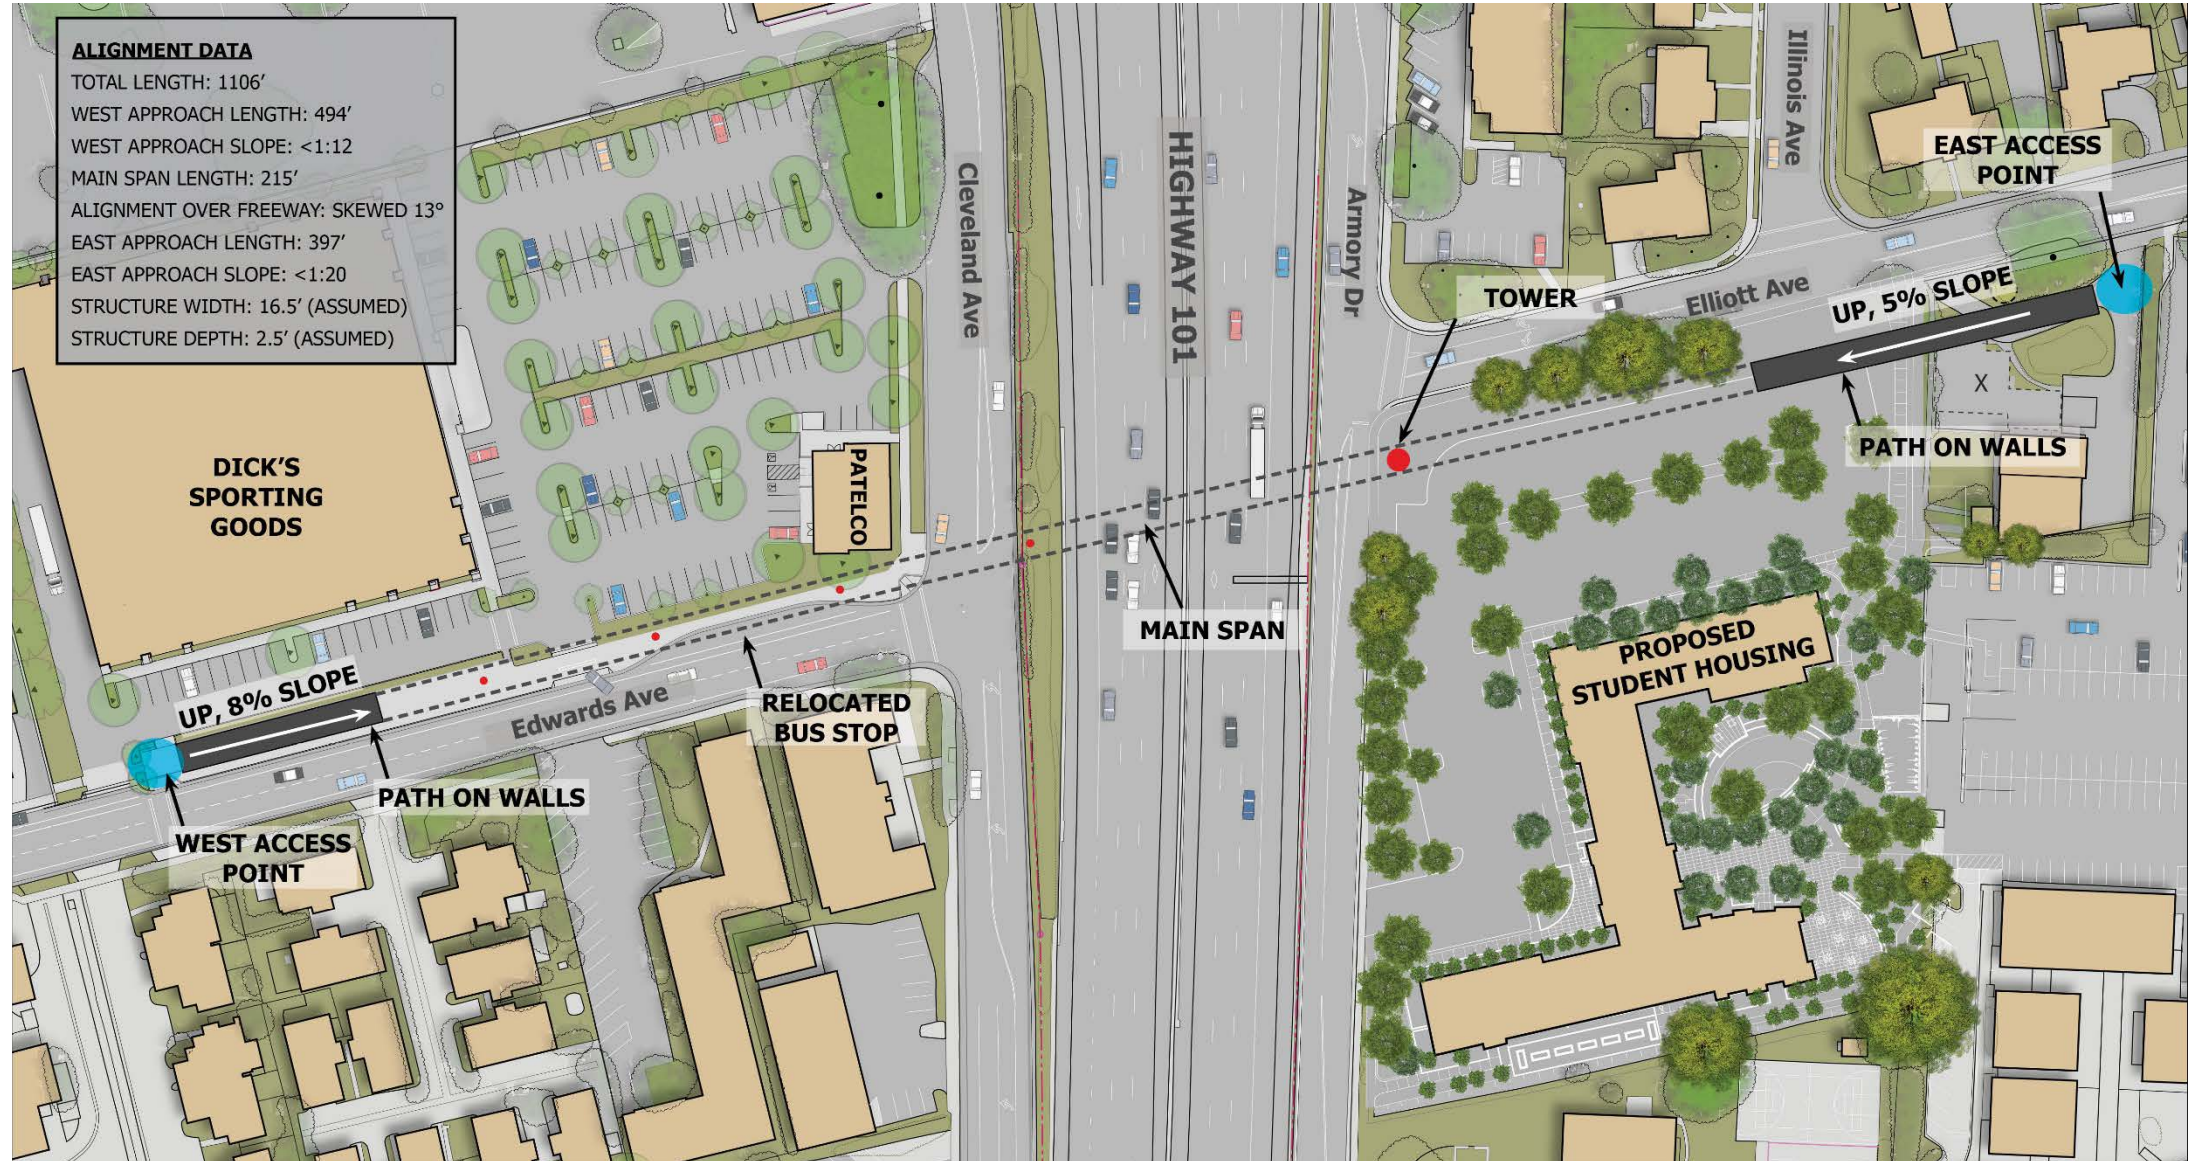 ALIGNMENT DATA
TOTAL LENGTH: 1106’
WEST APPROACH LENGTH: 494’
WEST APPROACH SLOPE: <1:12
MAIN SPAN LENGTH: 215’
ALIGNMENT OVER FREEWAY: SKEWED 13°
EAST APPROACH LENGTH: 397’
EAST APPROACH SLOPE: <1:20
STRUCTURE WIDTH: 16.5’ (ASSUMED)
STRUCTURE DEPTH: 2.5’ (ASSUMED)
DICK’S
SPORTING
GOODS
PATELCO
Cleveland Ave
HIGHWAY 101
Armory Dr
Illinois Ave
EAST ACCESS
POINT
TOWER
Elliott Ave
UP, 5% SLOPE
X
PATH ON WALLS
MAIN SPAN
PROPOSED
STUDENT HOUSING
UP, 8% SLOPE
Edwards Ave
RELOCATED
BUS STOP
PATH ON WALLS
WEST ACCESS
POINT